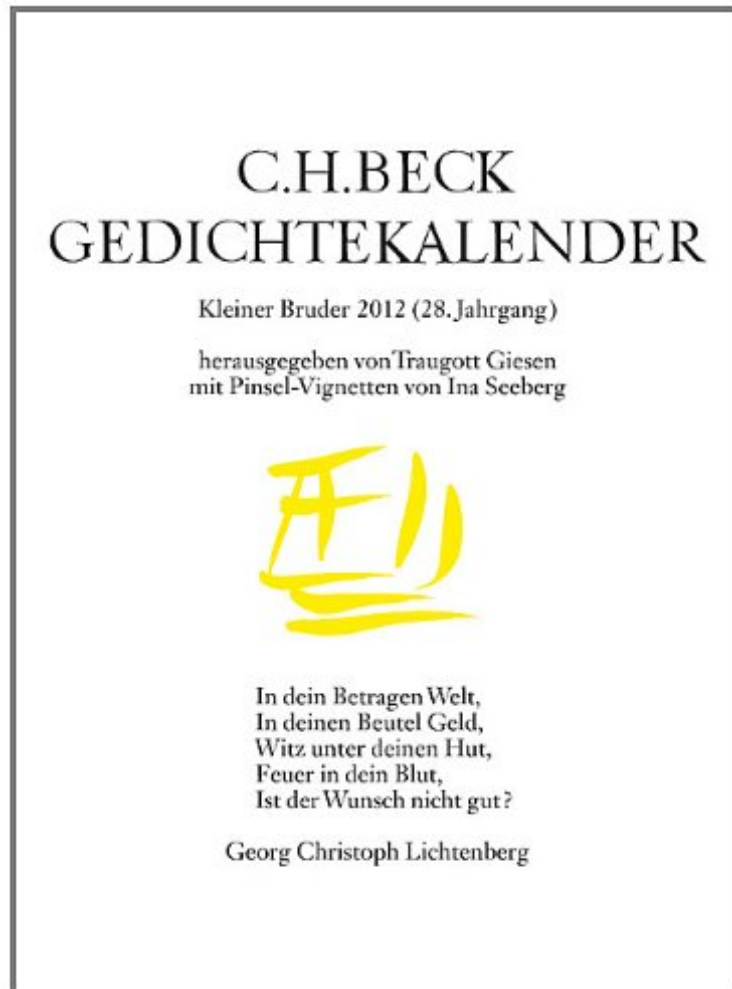 C.H.BECK
GEDICHTEKALENDER
Kleiner Bruder 2012 (28. Jahrgang)
herausgegeben von Traugott Giesen
mit Pinsel-Vignetten von Ina Seeberg
In dein Betragen Welt,
In deinen Beutel Geld,
Witz unter deinen Hut,
Feuer in dein Blut,
Ist der Wunsch nicht gut?
Georg Christoph Lichtenberg